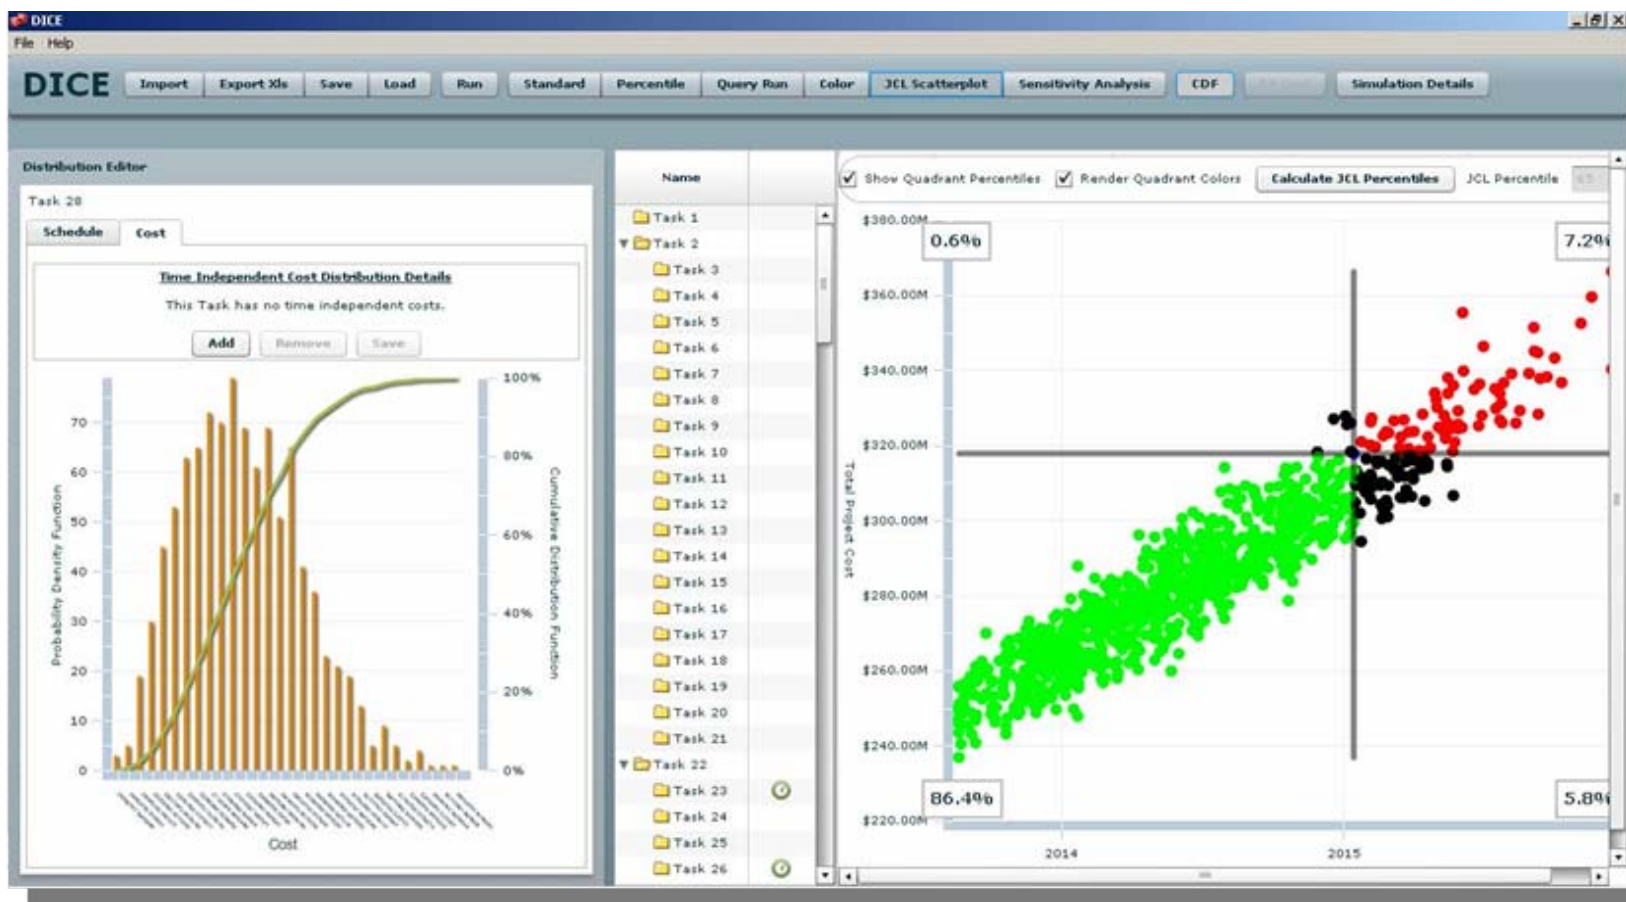 DICE
File Help
DICE Import Export Xls Save Load Run Standard Percentile Query Run Color JCL Scatterplot Sensitivity Analysis CDF Simulation Details
Distribution Editor
Task 28
Schedule Cost
Time Independent Cost Distribution Details
This Task has no time independent costs.
Add Remove Save
Probability Density Function
70
60
50
40
30
20
10
0
100%
80%
60%
40%
20%
0%
Cumulative Distribution Function
Cost
Name
Task 1
Task 2
Task 3
Task 4
Task 5
Task 6
Task 7
Task 8
Task 9
Task 10
Task 11
Task 12
Task 13
Task 14
Task 15
Task 16
Task 17
Task 18
Task 19
Task 20
Task 21
Task 22
Task 23
Task 24
Task 25
Task 26
Show Quadrant Percentiles Render Quadrant Colors Calculate JCL Percentiles JCL Percentile
Total Project Cost
$380.00M
$360.00M
$340.00M
$320.00M
$300.00M
$280.00M
$260.00M
$240.00M
$220.00M
0.6%
7.2%
86.4%
5.8%
2014 2015